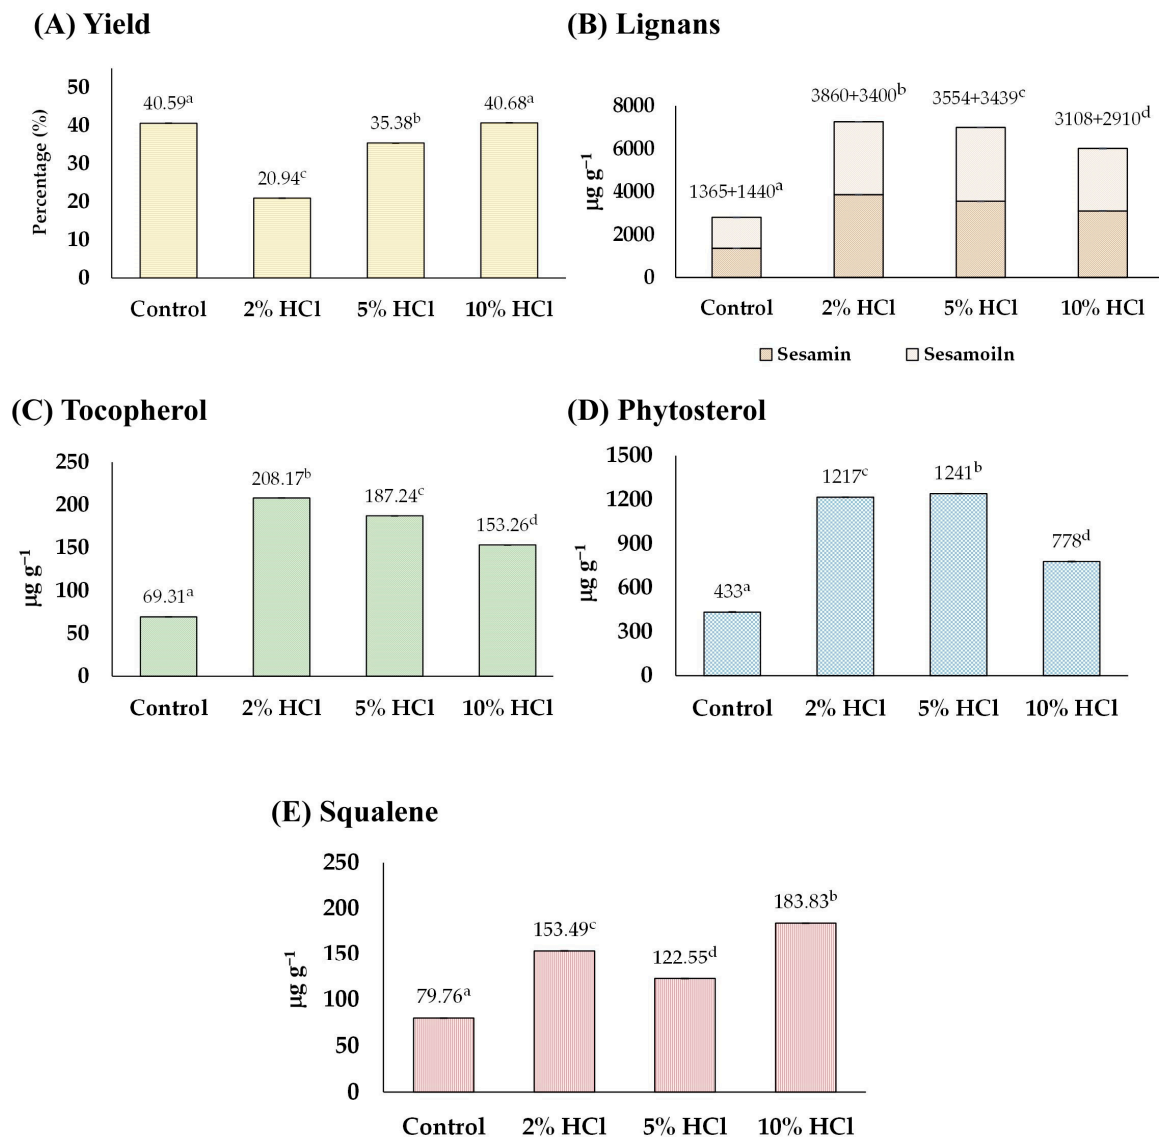 (A) Yield
Percentage (%)
50
40
30
20
10
0
40.59ᵃ
20.94ᶜ
35.38ᵇ
40.68ᵃ
Control 2% HCl 5% HCl 10% HCl
(B) Lignans
µg g⁻¹
8000
6000
4000
2000
0
1365+1440ᵃ
3860+3400ᵇ
3554+3439ᶜ
3108+2910ᵈ
Control 2% HCl 5% HCl 10% HCl
Sesamin Sesamoiln
(C) Tocopherol
µg g⁻¹
250
200
150
100
50
0
69.31ᵃ
208.17ᵇ
187.24ᶜ
153.26ᵈ
Control 2% HCl 5% HCl 10% HCl
(D) Phytosterol
µg g⁻¹
1500
1200
900
600
300
0
433ᵃ
1217ᶜ
1241ᵇ
778ᵈ
Control 2% HCl 5% HCl 10% HCl
(E) Squalene
µg g⁻¹
250
200
150
100
50
0
79.76ᵃ
153.49ᶜ
122.55ᵈ
183.83ᵇ
Control 2% HCl 5% HCl 10% HCl